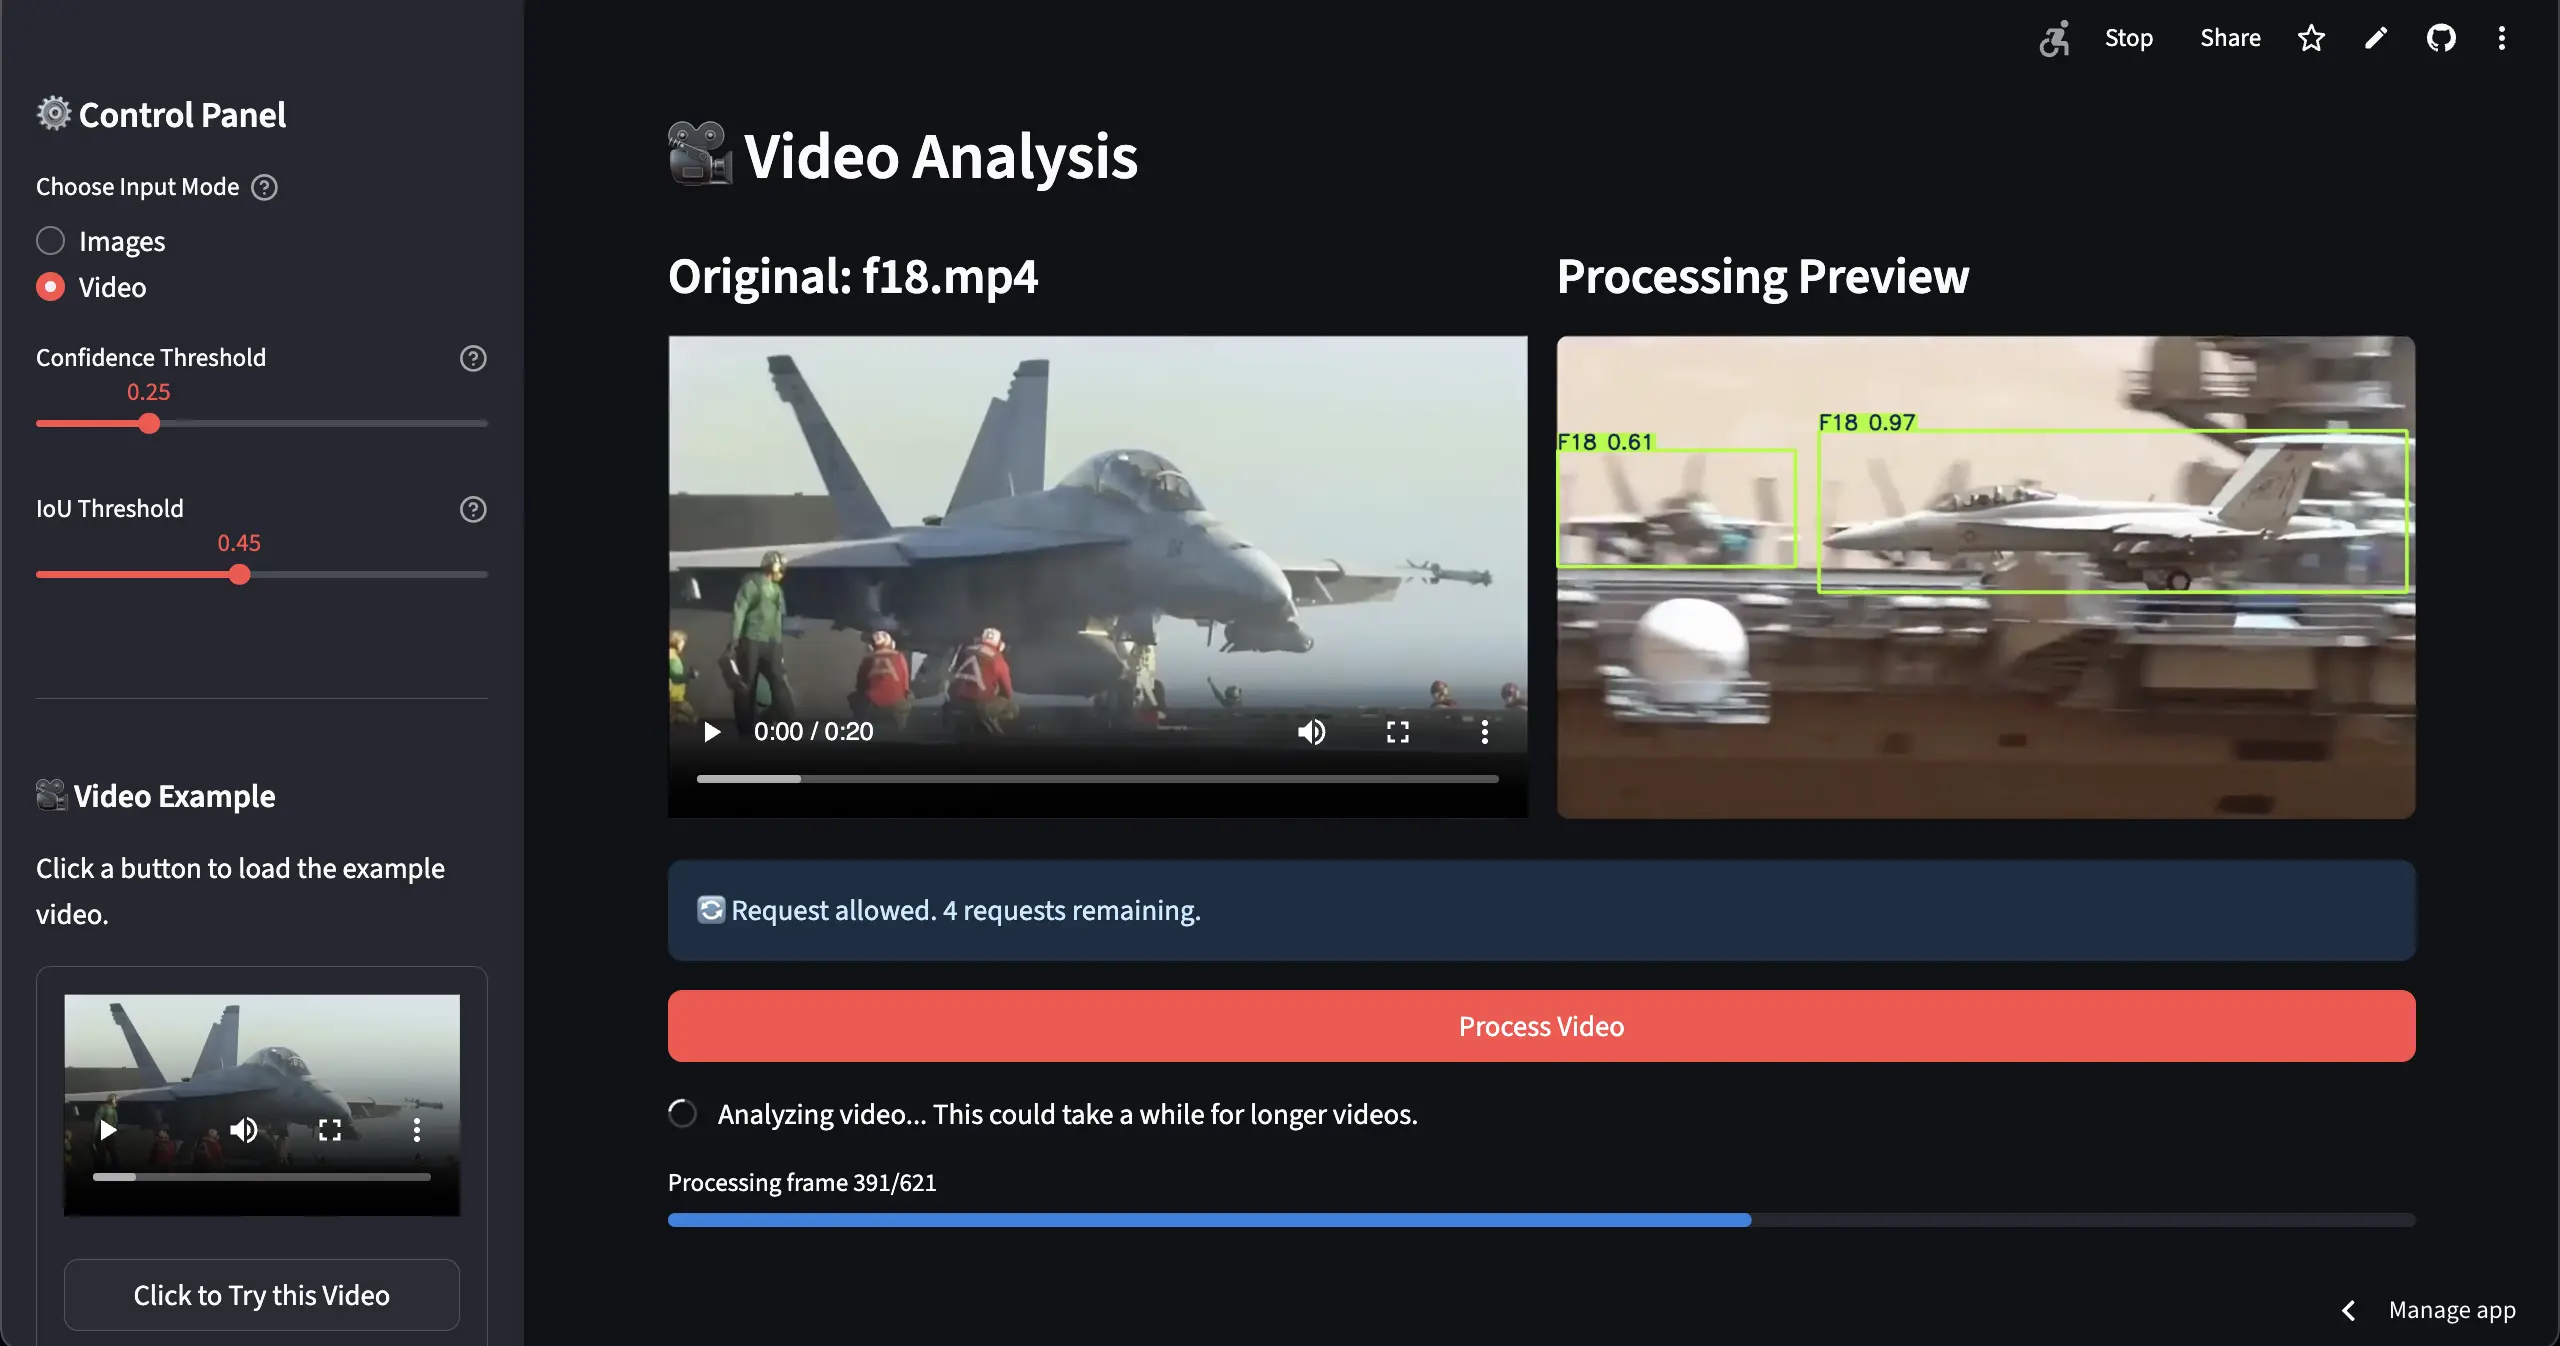 Stop
Share
Control Panel
Choose Input Mode
Images
Video
Confidence Threshold
0.25
IoU Threshold
0.45
Video Example
Click a button to load the example
video.
Click to Try this Video
Video Analysis
Original: f18.mp4
0:00 / 0:20
Processing Preview
F18 0.61
F18 0.97
Request allowed. 4 requests remaining.
Process Video
Analyzing video... This could take a while for longer videos.
Processing frame 391/621
Manage app